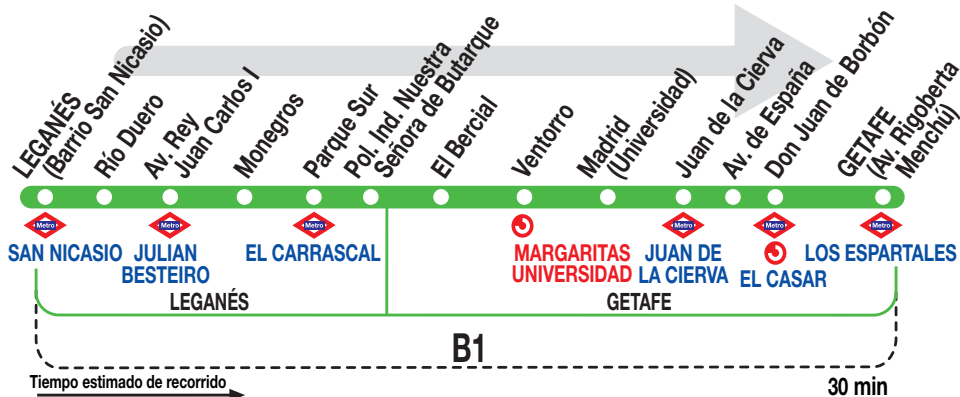 LEGANÉS
(Barrio San Nicasio)
Río Duero
Av. Rey
Juan Carlos I
Monegros
Parque Sur
Pol. Ind. Nuestra
Señora de Butarque
El Bercial
Ventorro
Madrid
(Universidad)
Juan de la Cierva
Av. de España
Don Juan de Borbón
GETAFE
(Av. Rigoberta
Menchú)
Metro
Metro
Metro
Metro
Metro
Metro
SAN NICASIO
JULIAN
BESTEIRO
EL CARRASCAL
MARGARITAS
UNIVERSIDAD
JUAN DE
LA CIERVA
EL CASAR
LOS ESPARTALES
LEGANÉS
GETAFE
B1
Tiempo estimado de recorrido
30 min